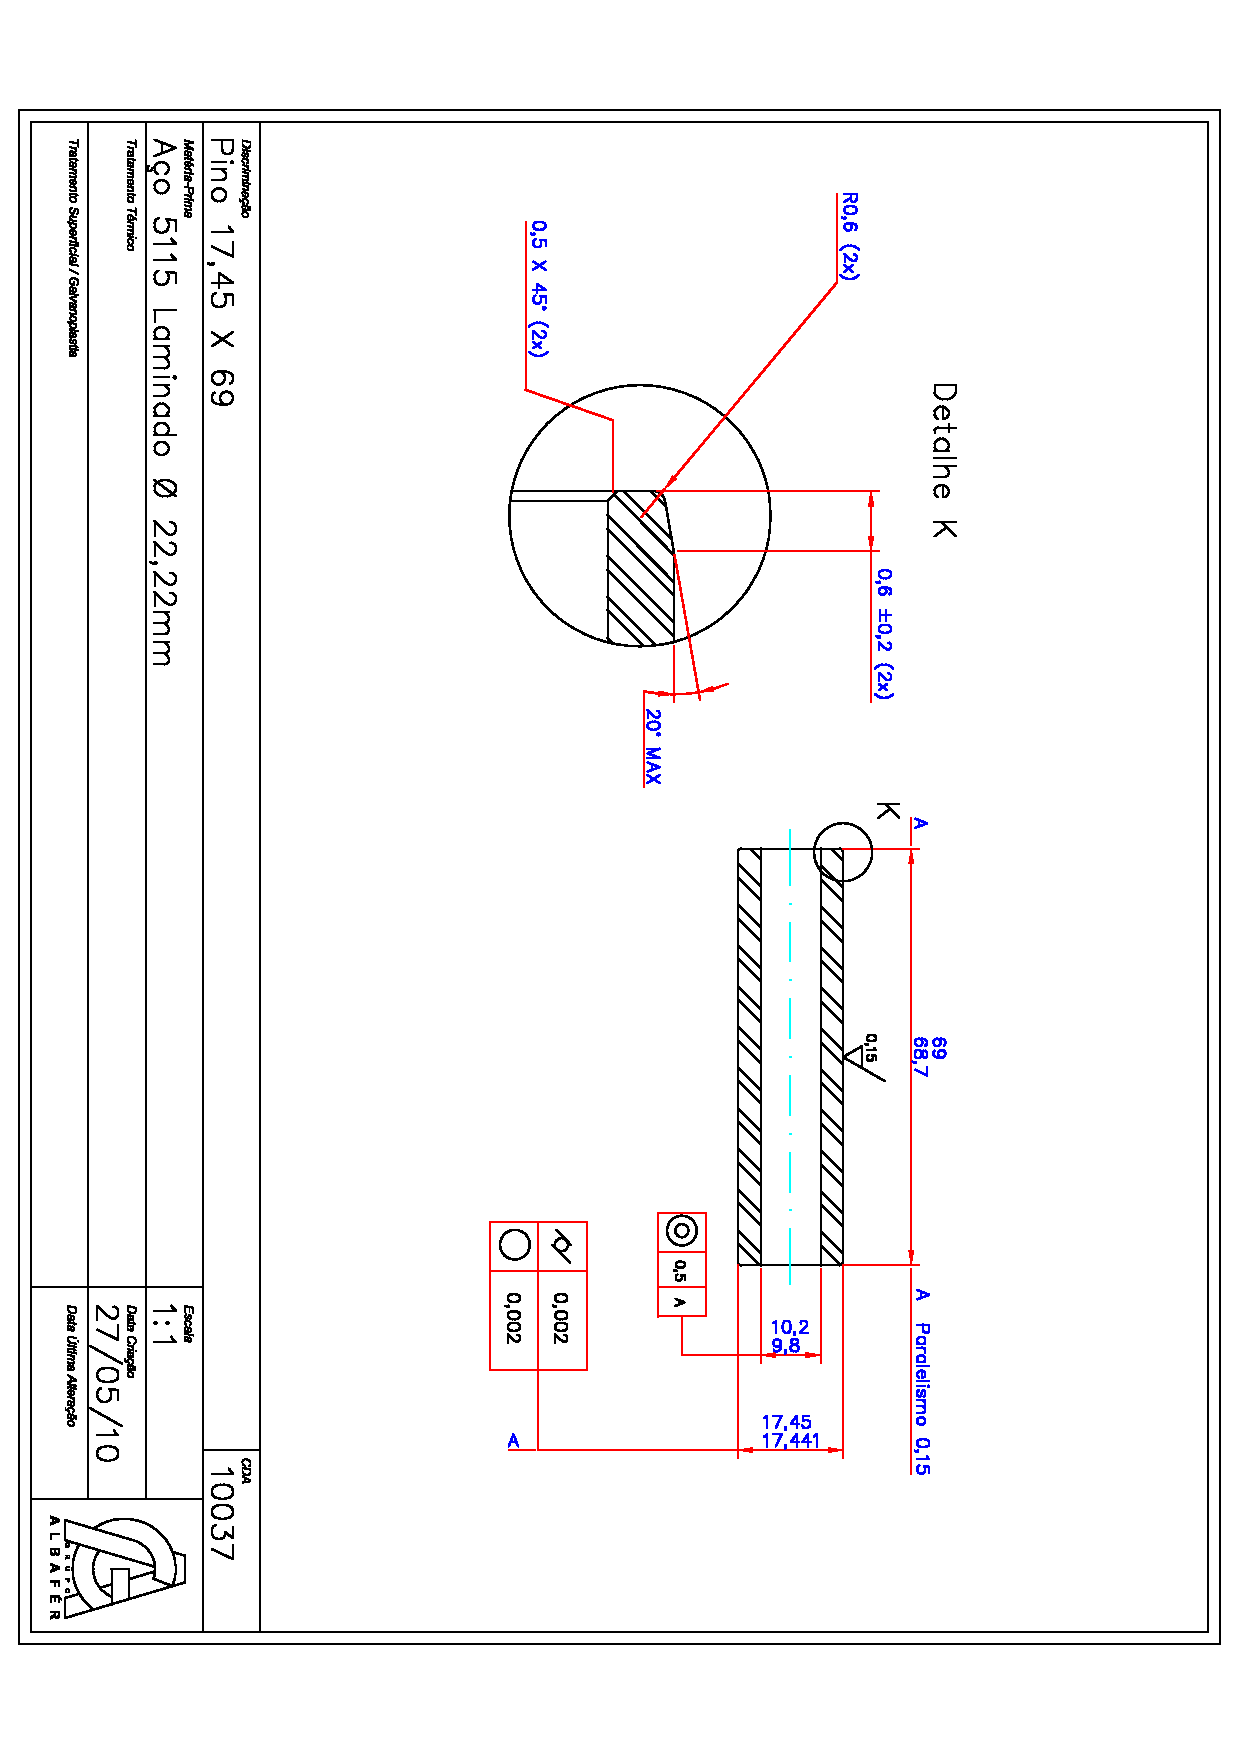 Detalhe K
R0,6 (2x)
0,5 X 45° (2x)
0,6 ±0,2 (2x)
20° MAX
K
A
69
68,7
A Paralelismo 0,15
0,15
0,5 A
10,2
9,8
17,45
17,441
0,002
0,002
A
Discriminação
Pino 17,45 X 69
CDA
10037
Matéria-Prima
Aço 5115 Laminado Ø 22,22mm
Escala
1:1
Tratamento Térmico
Data Criação
27/05/10
Tratamento Superficial / Galvanoplastia
Data Última Alteração
GRUPO
ALBAFÉR